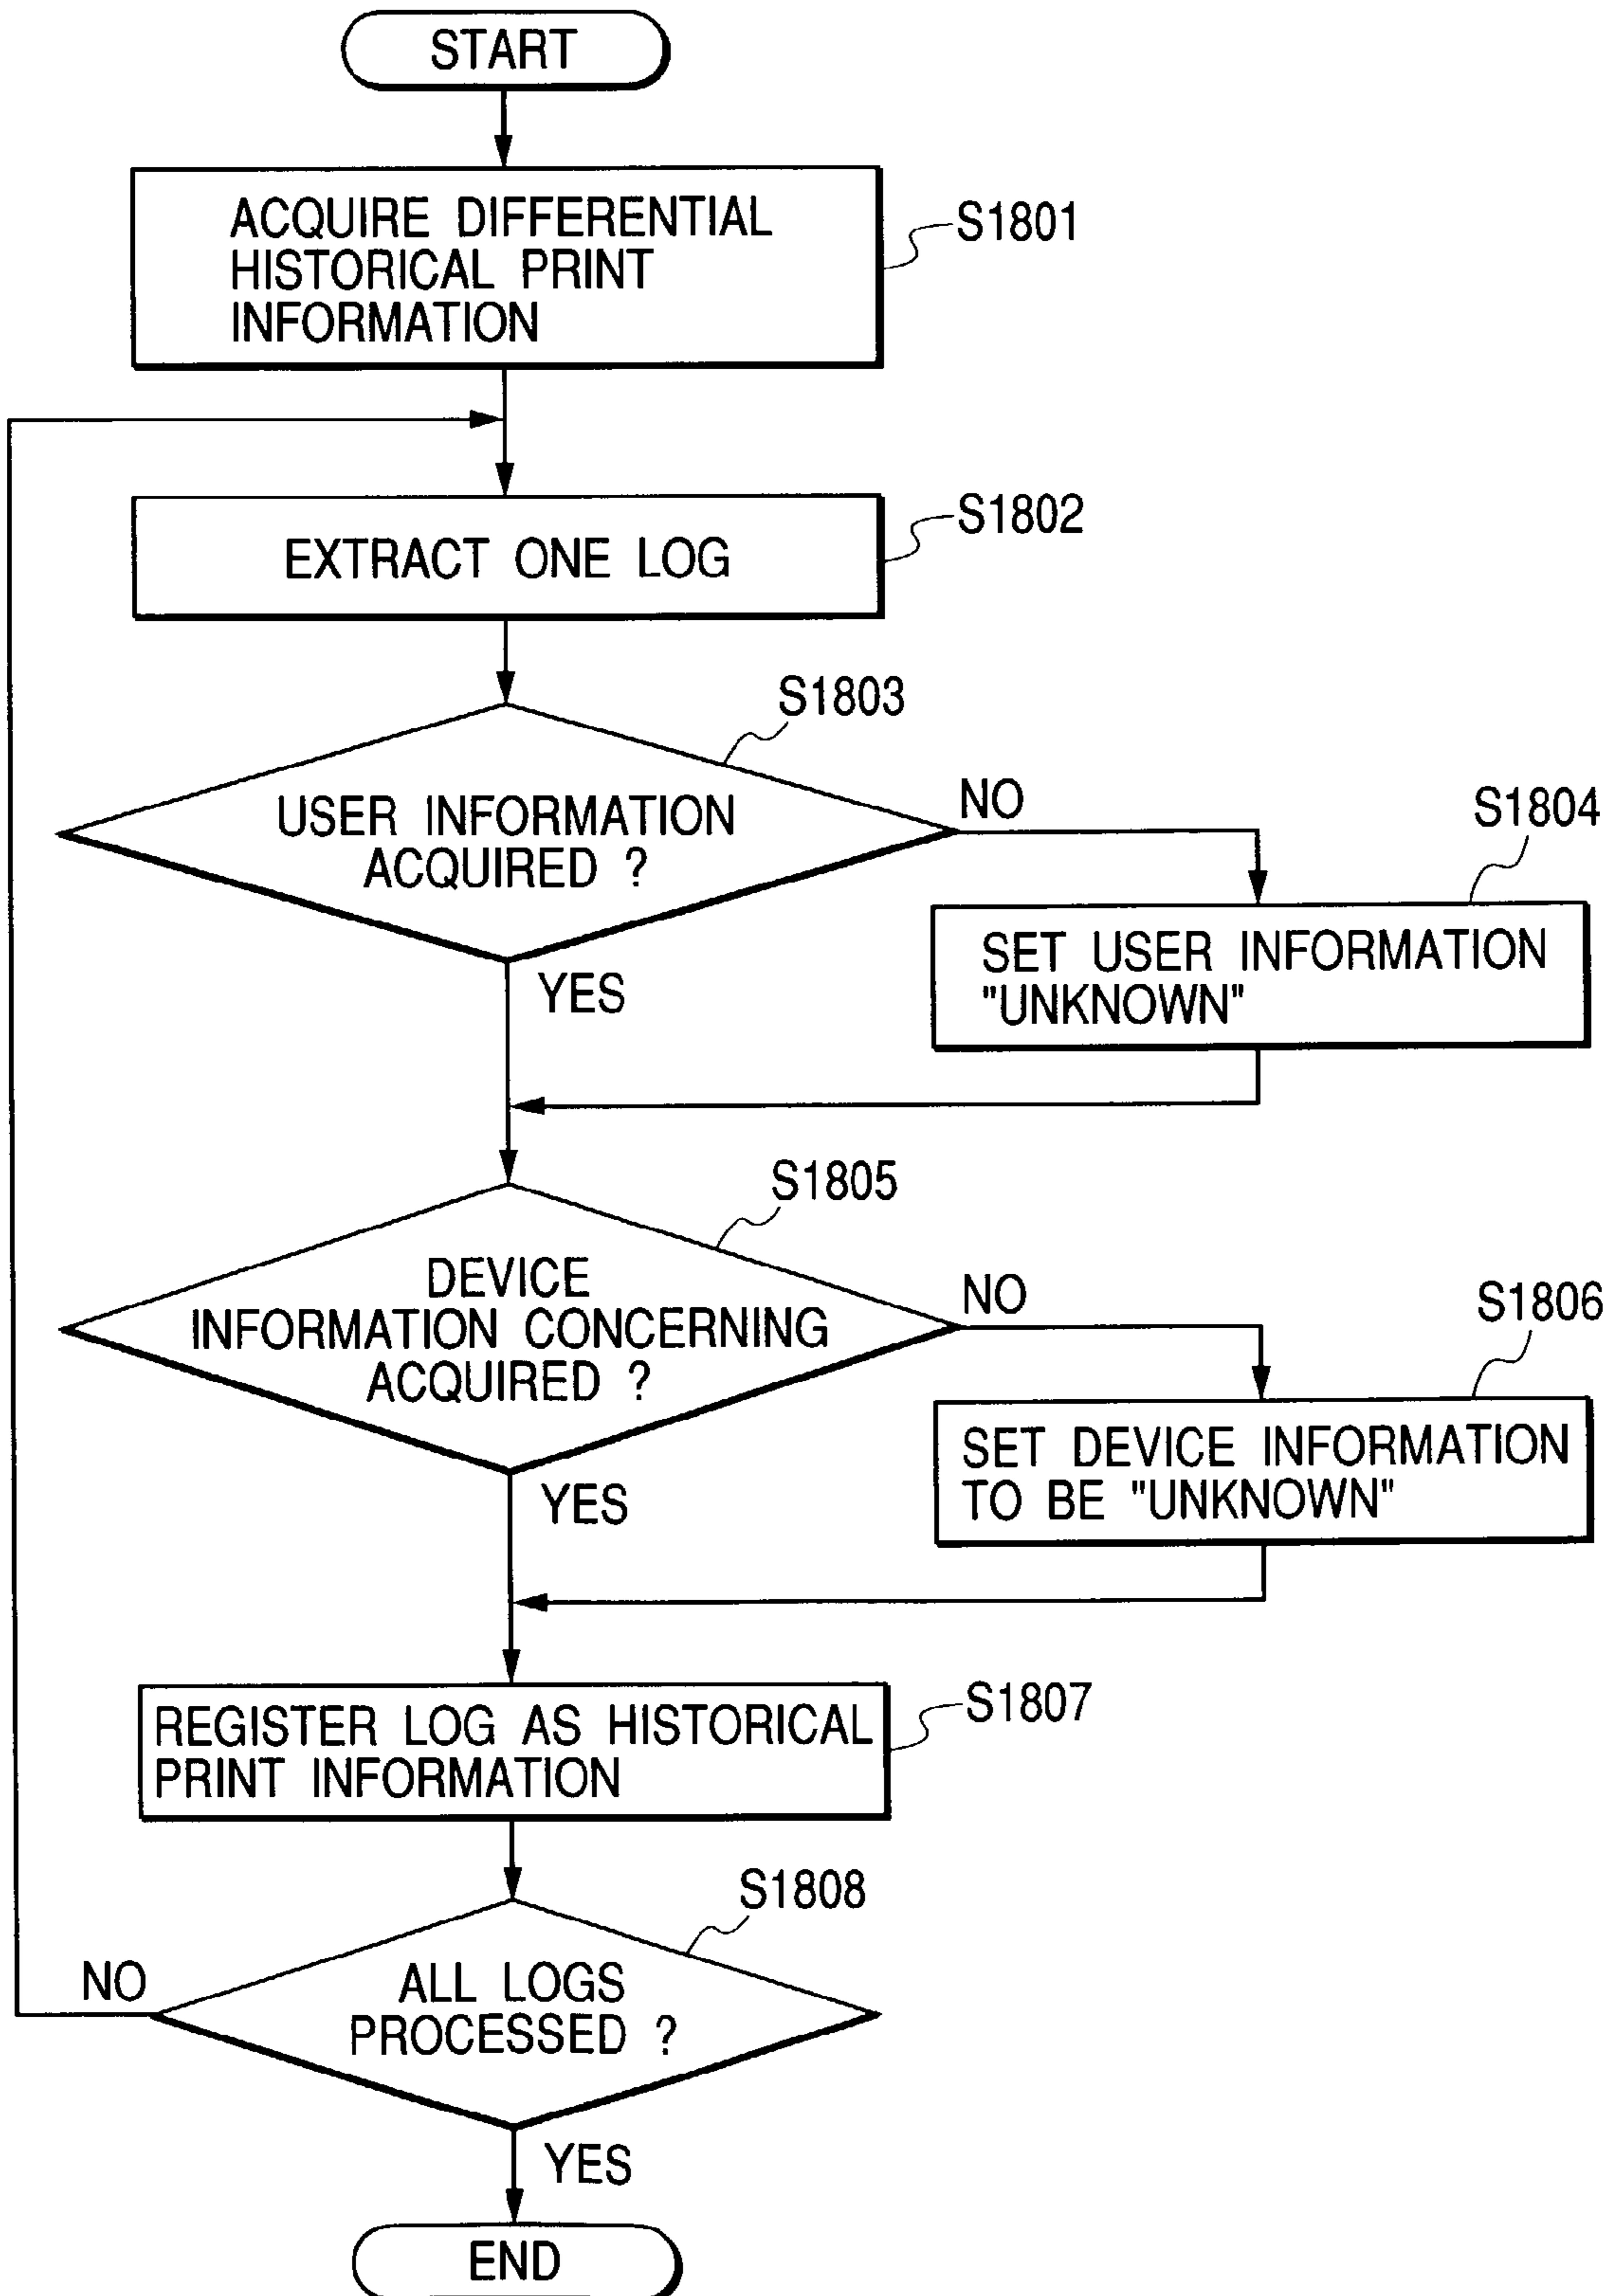 START
ACQUIRE DIFFERENTIAL
HISTORICAL PRINT
INFORMATION
S1801
EXTRACT ONE LOG
S1802
S1803
USER INFORMATION
ACQUIRED ?
NO
YES
S1804
SET USER INFORMATION
"UNKNOWN"
S1805
DEVICE
INFORMATION CONCERNING
ACQUIRED ?
NO
YES
S1806
SET DEVICE INFORMATION
TO BE "UNKNOWN"
REGISTER LOG AS HISTORICAL
PRINT INFORMATION
S1807
S1808
ALL LOGS
PROCESSED ?
NO
YES
END